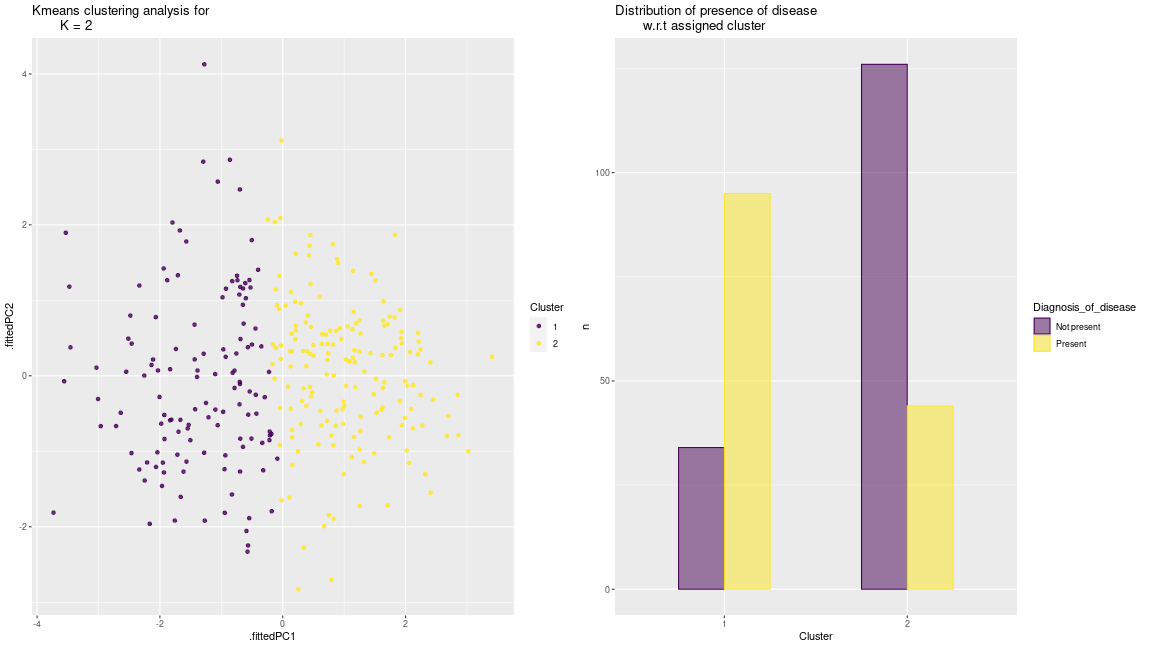 Kmeans clustering analysis for
K = 2
4
2
0
-2
.fittedPC2
-4
-2
0
2
.fittedPC1
Cluster
1
2
Distribution of presence of disease
w.r.t assigned cluster
100
50
0
n
1
2
Cluster
Diagnosis_of_disease
Not present
Present